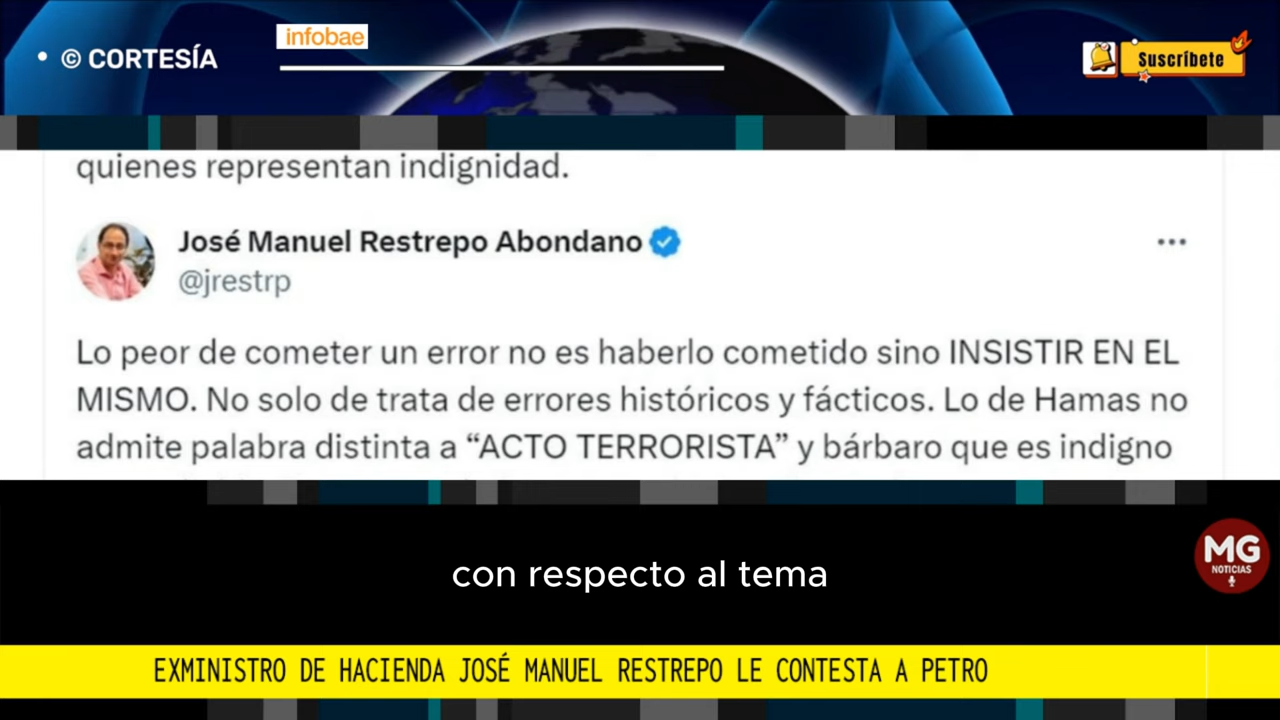 © CORTESÍA
infobae
Suscríbete
quienes representan indignidad.
José Manuel Restrepo Abondano
@jrestrp
Lo peor de cometer un error no es haberlo cometido sino INSISTIR EN EL
MISMO. No solo de trata de errores históricos y fácticos. Lo de Hamas no
admite palabra distinta a “ACTO TERRORISTA” y bárbaro que es indigno
con respecto al tema
MG
NOTICIAS
EXMINISTRO DE HACIENDA JOSÉ MANUEL RESTREPO LE CONTESTA A PETRO